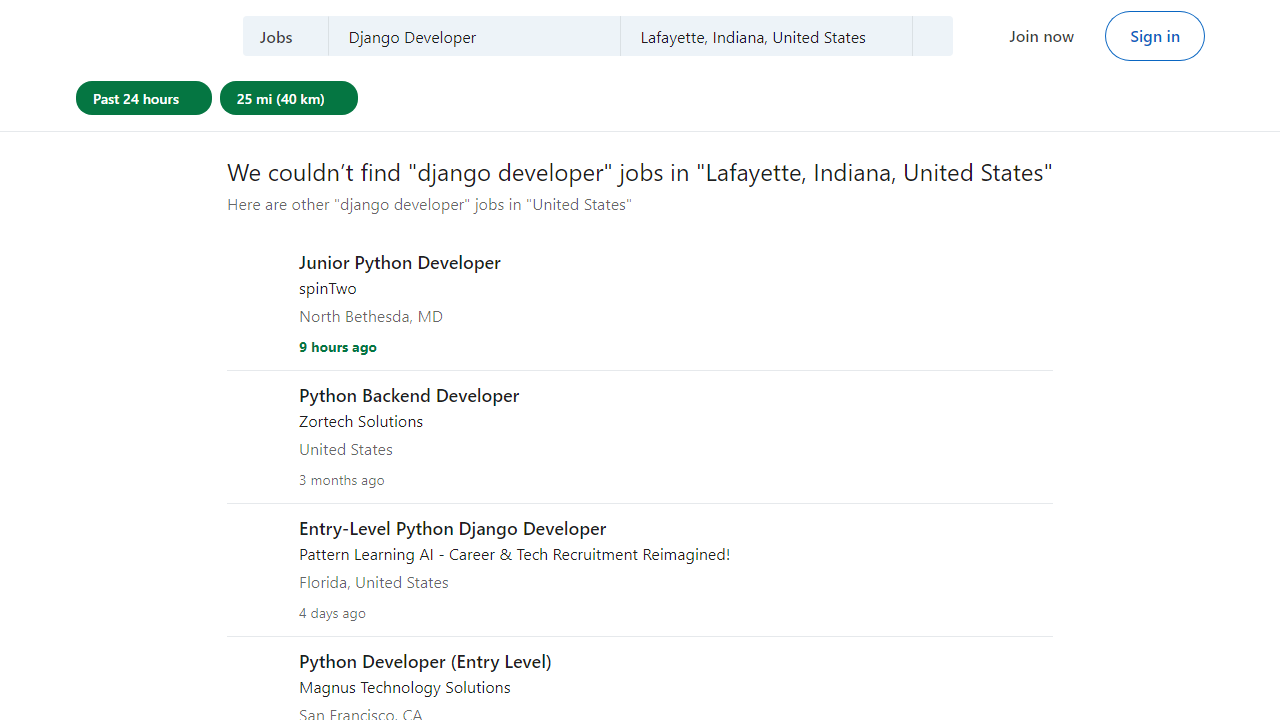 Jobs
Django Developer
Lafayette, Indiana, United States
Join now
Sign in
Past 24 hours
25 mi (40 km)
We couldn’t find "django developer" jobs in "Lafayette, Indiana, United States"
Here are other "django developer" jobs in "United States"
Junior Python Developer
spinTwo
North Bethesda, MD
9 hours ago
Python Backend Developer
Zortech Solutions
United States
3 months ago
Entry-Level Python Django Developer
Pattern Learning AI - Career & Tech Recruitment Reimagined!
Florida, United States
4 days ago
Python Developer (Entry Level)
Magnus Technology Solutions
San Francisco, CA